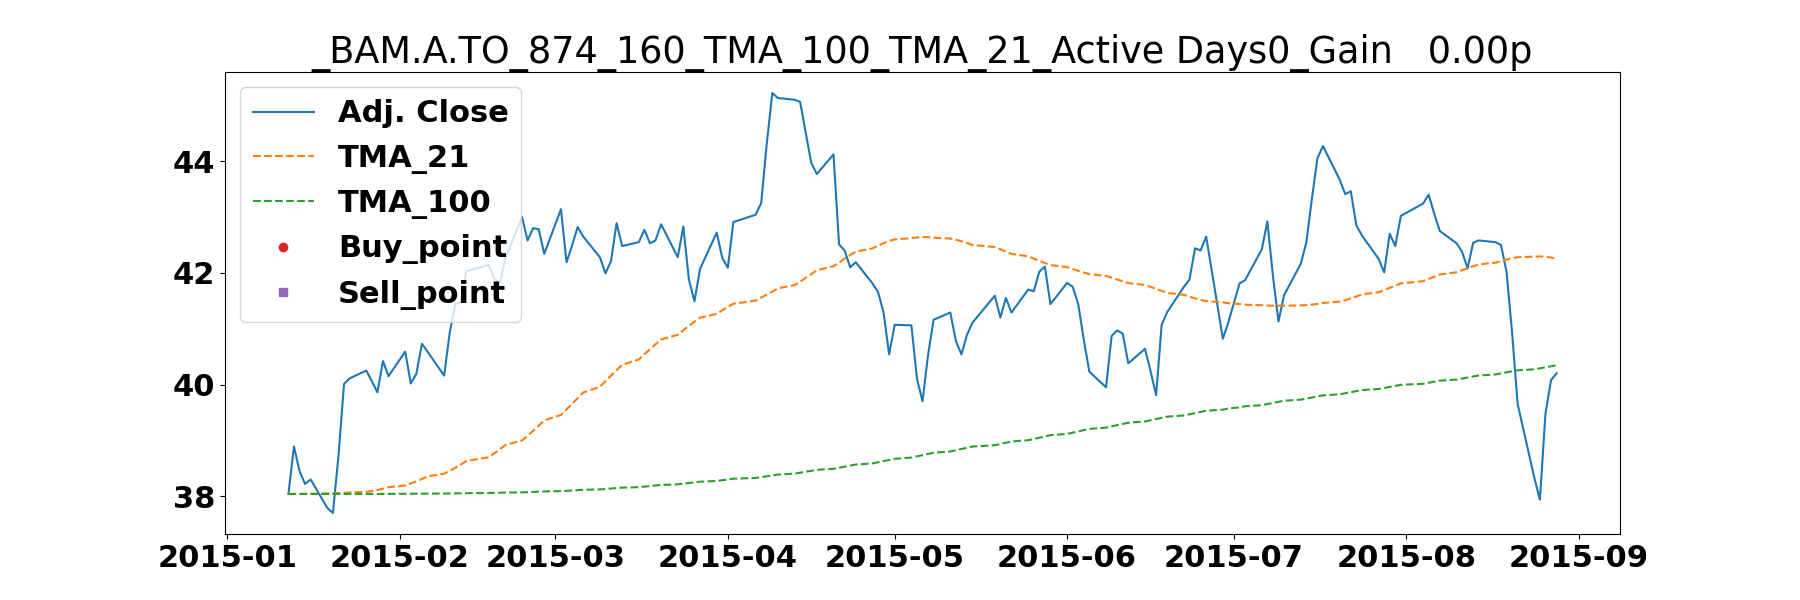 _BAM.A.TO_874_160_TMA_100_TMA_21_Active Days0_Gain   0.00p
Adj. Close
TMA_21
TMA_100
Buy_point
Sell_point
44
42
40
38
2015-01 2015-02 2015-03 2015-04 2015-05 2015-06 2015-07 2015-08 2015-09